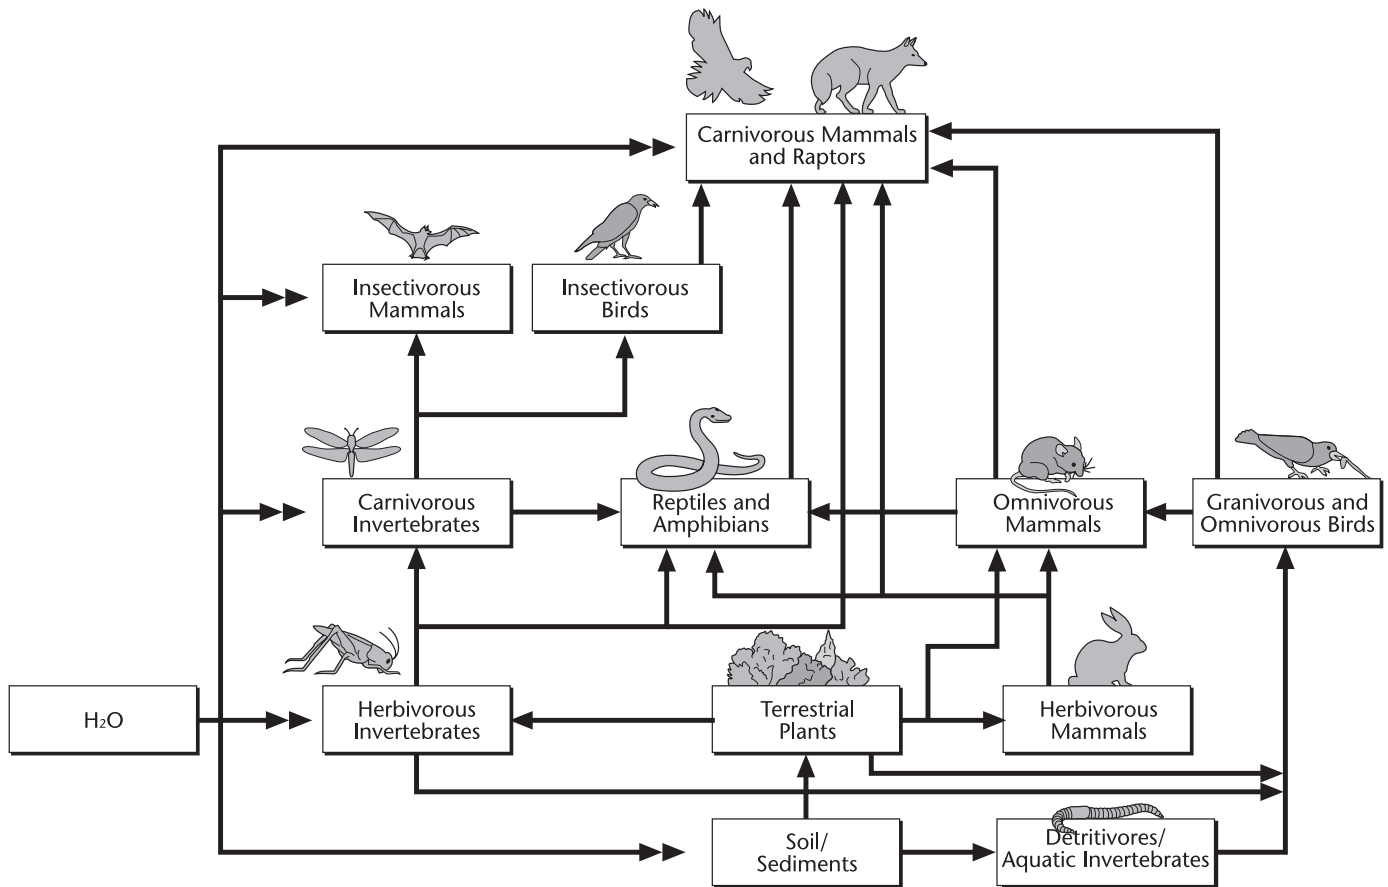 Carnivorous Mammals
and Raptors
Insectivorous
Mammals
Insectivorous
Birds
Carnivorous
Invertebrates
Reptiles and
Amphibians
Omnivorous
Mammals
Granivorous and
Omnivorous Birds
H₂O
Herbivorous
Invertebrates
Terrestrial
Plants
Herbivorous
Mammals
Soil/
Sediments
Detritivores/
Aquatic Invertebrates